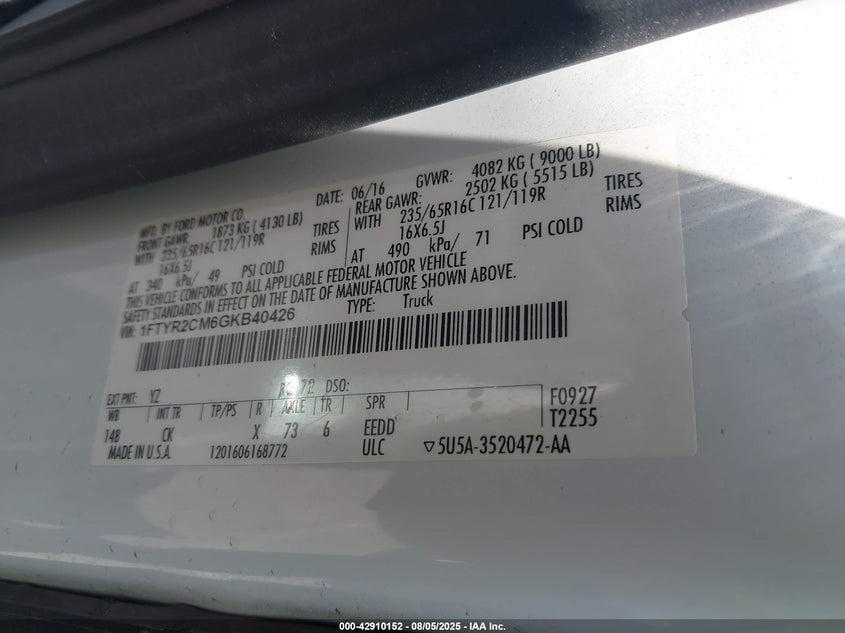 MFD. BY FORD MOTOR CO.
DATE: 06/16 GVWR: 4082 KG ( 9000 LB)
FRONT GAWR: 1873 KG ( 4130 LB)
REAR GAWR: 2502 KG ( 5515 LB)
WITH 235/65R16C 121/119R TIRES
WITH 235/65R16C 121/119R TIRES
16X6.5J RIMS
16X6.5J RIMS
AT 340 kPa/ 49 PSI COLD
AT 490 kPa/ 71 PSI COLD
THIS VEHICLE CONFORMS TO ALL APPLICABLE FEDERAL MOTOR VEHICLE
SAFETY STANDARDS IN EFFECT ON THE DATE OF MANUFACTURE SHOWN ABOVE.
VIN: 1FTYR2CM6GKB40426
TYPE: Truck
EXT PNT: YZ DSO:
WB INT TR TP/PS R AXLE TR SPR
148 CK X 73 6 EEDD
F0927
T2255
MADE IN U.S.A. 1201606168772 ULC ▽5U5A-3520472-AA
000-42910152 - 08/05/2025 - IAA Inc.